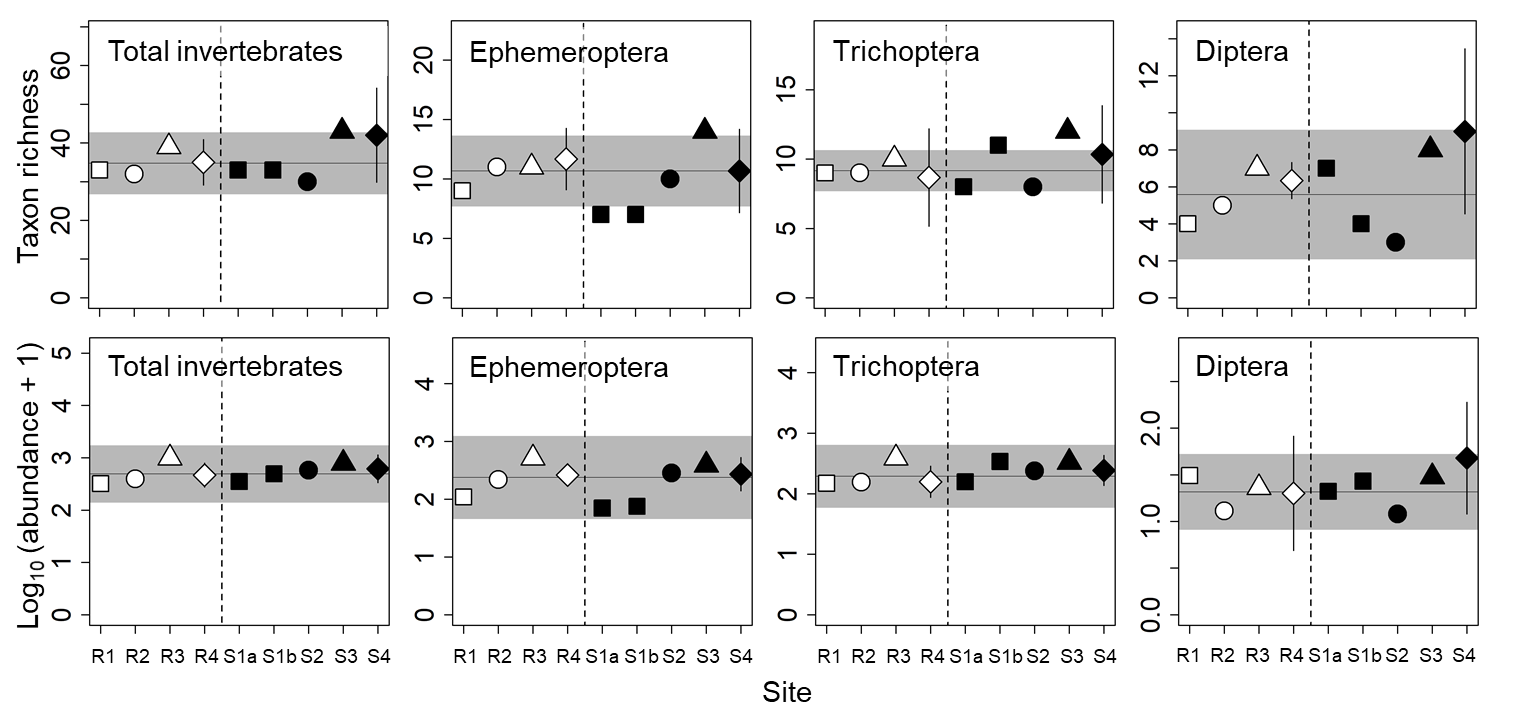 Total invertebrates
Ephemeroptera
Trichoptera
Diptera
Taxon richness
0 20 40 60
0 5 10 15 20
0 5 10 15
0 2 4 6 8 12
Total invertebrates
Ephemeroptera
Trichoptera
Diptera
Log10 (abundance + 1)
0 1 2 3 4 5
0 1 2 3 4
0 1 2 3 4
0.0 1.0 2.0
R1 R2 R3 R4 S1a S1b S2 S3 S4
R1 R2 R3 R4 S1a S1b S2 S3 S4
R1 R2 R3 R4 S1a S1b S2 S3 S4
R1 R2 R3 R4 S1a S1b S2 S3 S4
Site